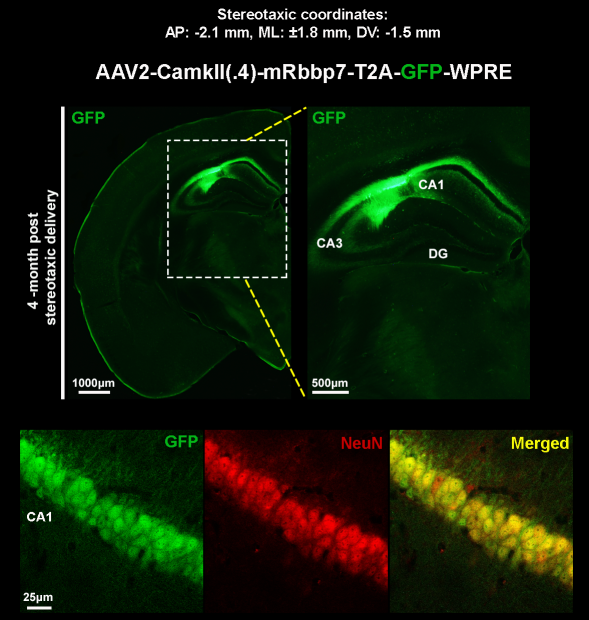 Stereotaxic coordinates:
AP: -2.1 mm, ML: ±1.8 mm, DV: -1.5 mm
AAV2-CamkII(.4)-mRbbp7-T2A-GFP-WPRE
4 -month post
stereotaxic delivery
GFP
1000µm
GFP
CA1
CA3
DG
500µm
GFP
CA1
25µm
NeuN
Merged